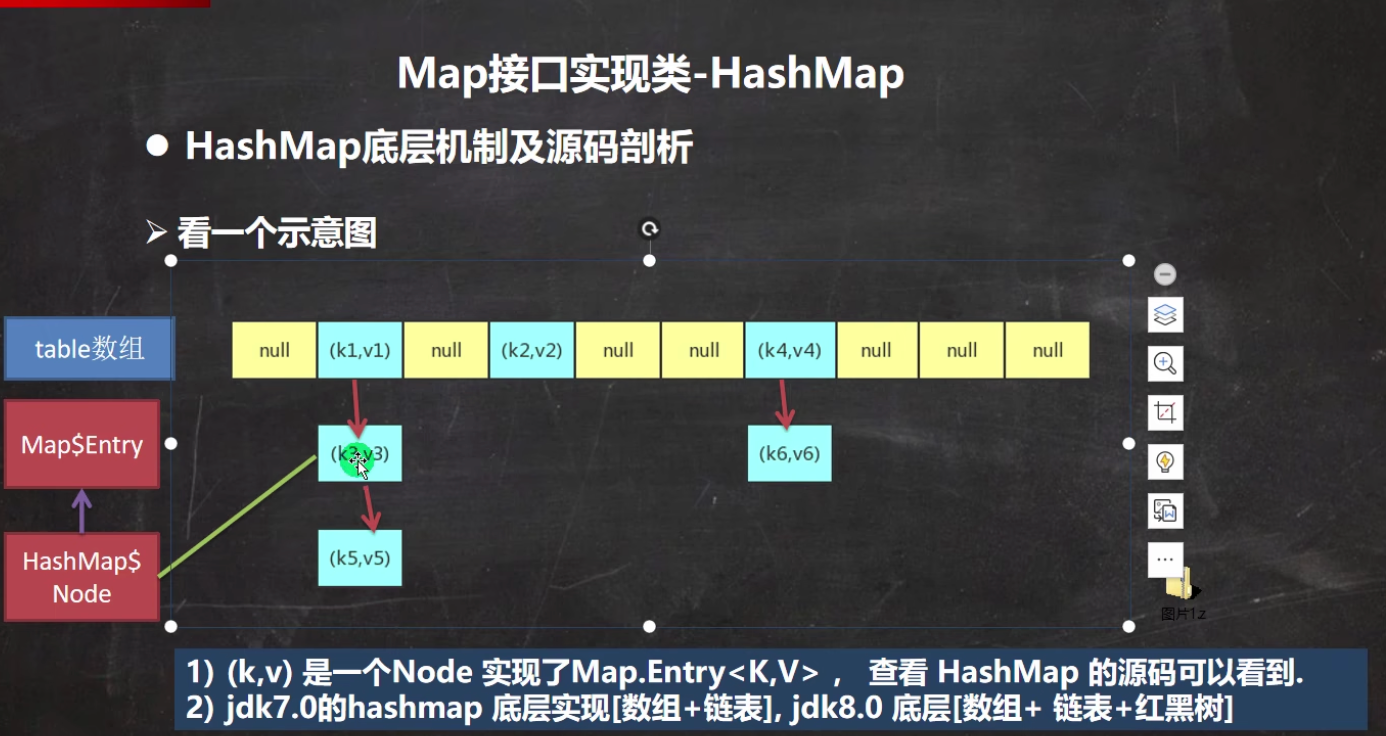 Map接口实现类-HashMap
HashMap底层机制及源码剖析
看一个示意图
table数组
null (k1,v1) null (k2,v2) null null (k4,v4) null null null
Map$Entry
(k3,v3) (k6,v6)
HashMap$
Node
(k5,v5)
图片1.z
1) (k,v) 是一个Node 实现了Map.Entry<K,V> ， 查看 HashMap 的源码可以看到.
2) jdk7.0的hashmap 底层实现[数组+链表], jdk8.0 底层[数组+ 链表+红黑树]